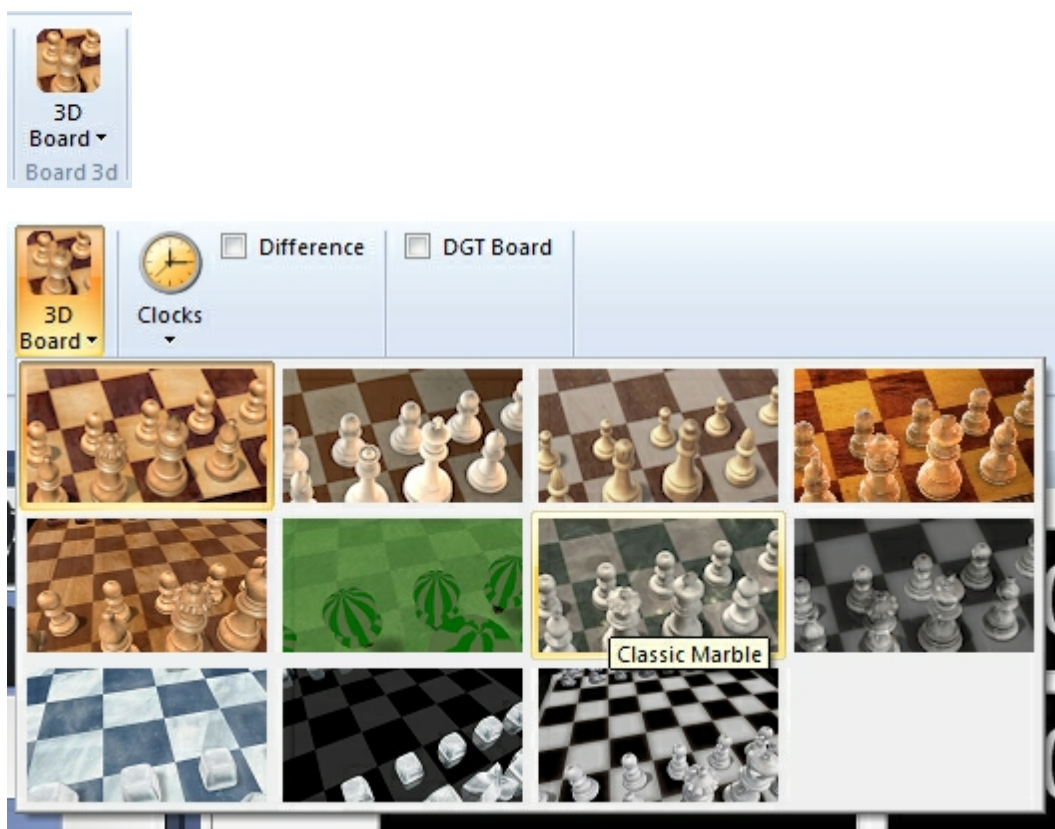 3D
Board
Board 3d
3D
Board
Clocks
Difference
DGT Board
Classic Marble